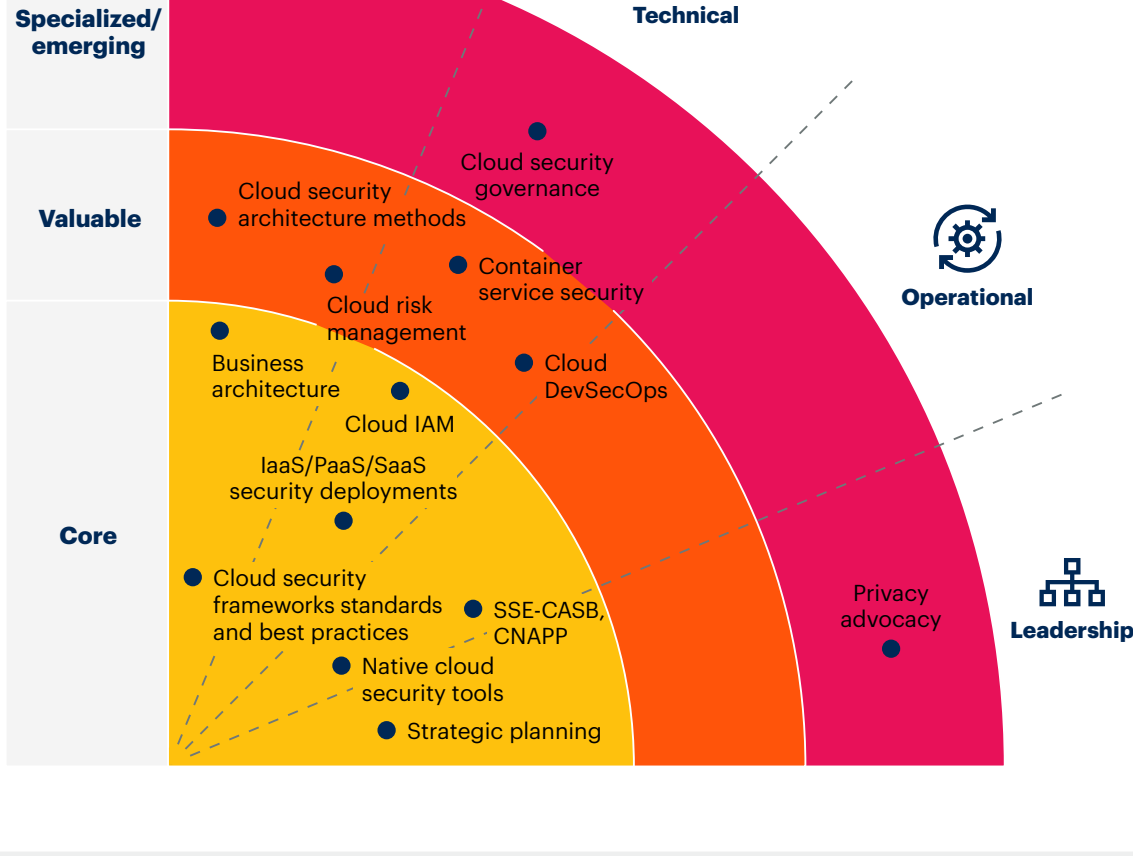 Specialized/
emerging
Technical
Cloud security
governance
Cloud security
architecture methods
Valuable
Container
service security
Operational
Cloud risk
management
Business
architecture
Cloud
DevSecOps
Cloud IAM
IaaS/PaaS/SaaS
security deployments
Core
Cloud security
frameworks standards
and best practices
SSE-CASB,
CNAPP
Privacy
advocacy
Leadership
Native cloud
security tools
Strategic planning